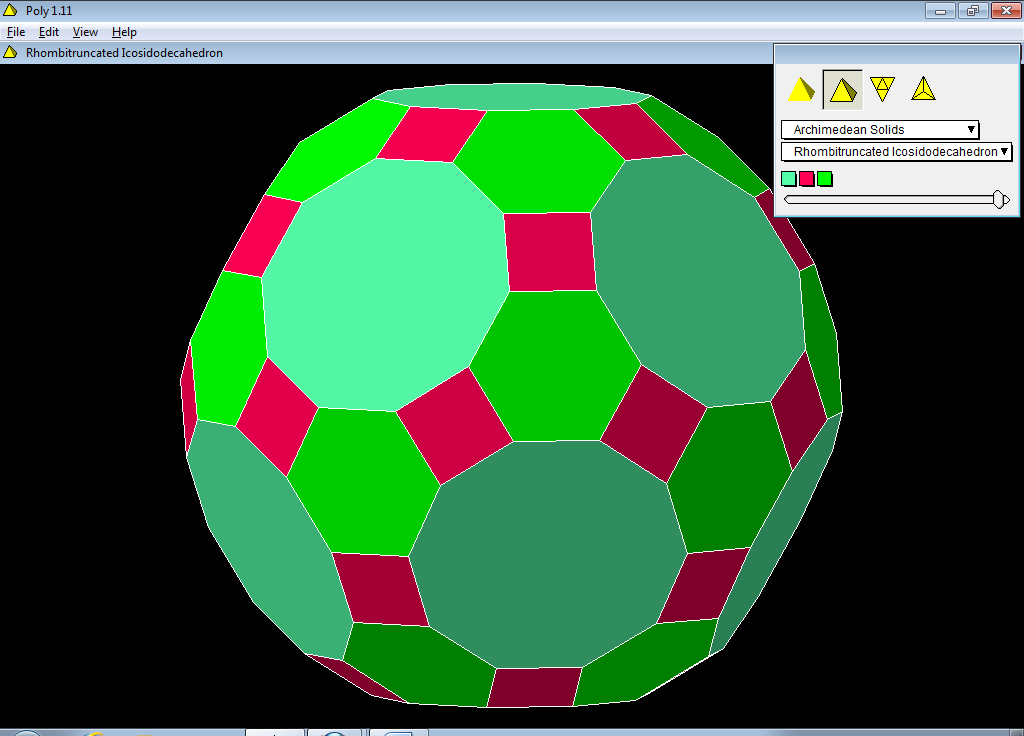 Poly 1.11
File Edit View Help
Rhombitruncated Icosidodecahedron
Archimedean Solids
Rhombitruncated Icosidodecahedron